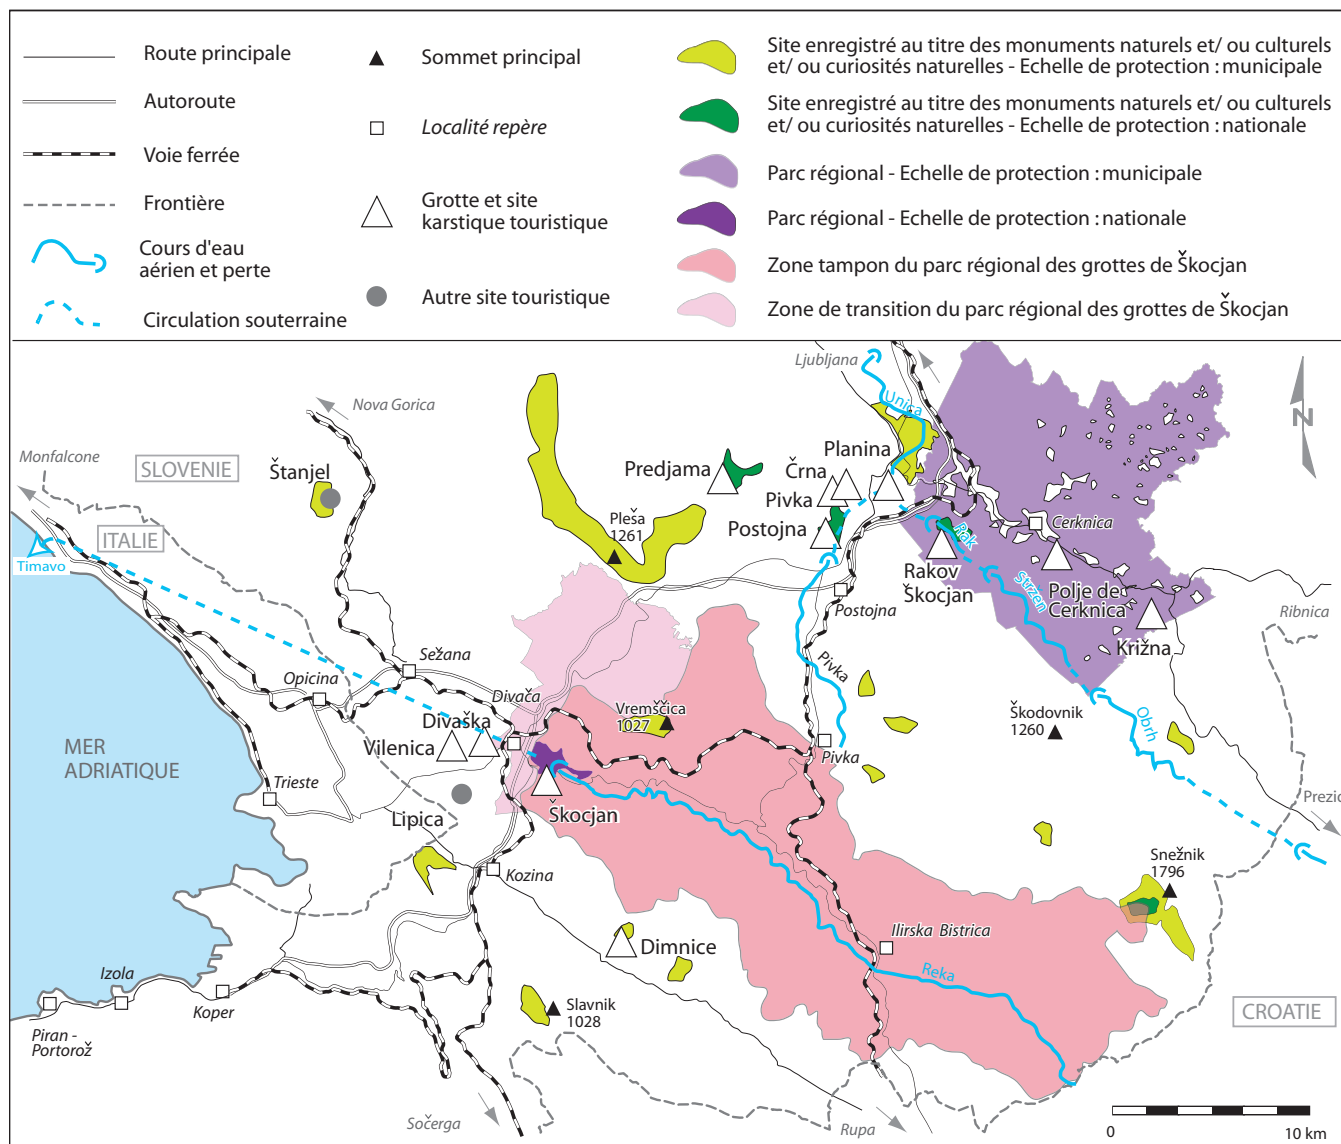 Route principale
Autoroute
Voie ferrée
Frontière
Cours d'eau
aérien et perte
Circulation souterraine
Sommet principal
Localité repère
Grotte et site
karstique touristique
Autre site touristique
Site enregistré au titre des monuments naturels et/ ou culturels
et/ ou curiosités naturelles - Echelle de protection : municipale
Site enregistré au titre des monuments naturels et/ ou culturels
et/ ou curiosités naturelles - Echelle de protection : nationale
Parc régional - Echelle de protection : municipale
Parc régional - Echelle de protection : nationale
Zone tampon du parc régional des grottes de Škocjan
Zone de transition du parc régional des grottes de Škocjan
Ljubljana
N
Unica
Nova Gorica
Monfalcone
SLOVENIE
Štanjel
Predjama
Planina
Črna
Pivka
Postojna
Pleša
1261
ITALIE
Timavo
Rak
Cerknica
Rakov
Škocjan
Polje de
Cerknica
Stržen
Postojna
Ribnica
Križna
Sežana
Pivka
Opicina
Divača
Divaška
Vilenica
Vremščica
1027
Škodovnik
1260
Obrh
Pivka
MER
ADRIATIQUE
Trieste
Lipica
Škocjan
Prezid
Kozina
Snežnik
1796
Ilirska Bistrica
Dimnice
Reka
Izola
Koper
Slavnik
1028
CROATIE
Piran -
Portorož
Sočerga
Rupa
0
10 km